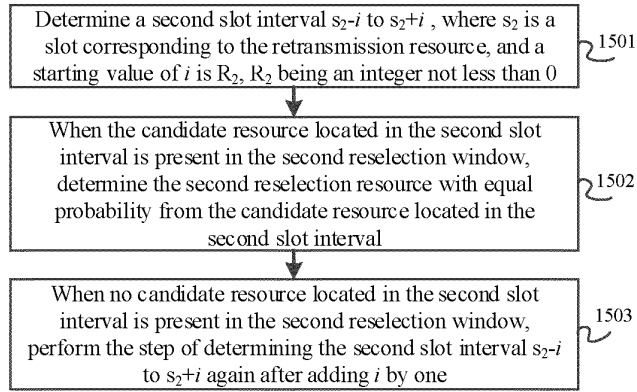 Determine a second slot interval s₂-i to s₂+i , where s₂ is a
slot corresponding to the retransmission resource, and a
starting value of i is R₂, R₂ being an integer not less than 0
1501
When the candidate resource located in the second slot
interval is present in the second reselection window,
determine the second reselection resource with equal
probability from the candidate resource located in the
second slot interval
1502
When no candidate resource located in the second slot
interval is present in the second reselection window,
perform the step of determining the second slot interval s₂-i
to s₂+i again after adding i by one
1503